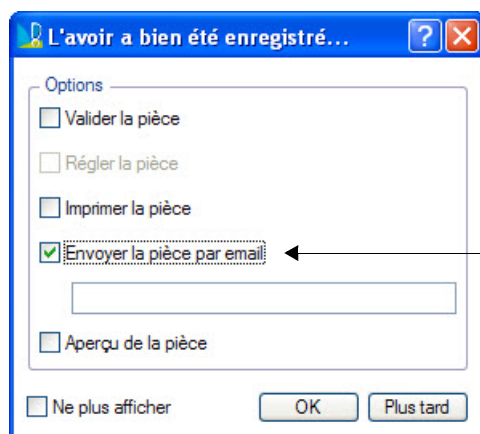 L'avoir a bien été enregistré...
Options
Valider la pièce
Régler la pièce
Imprimer la pièce
Envoyer la pièce par email
Aperçu de la pièce
Ne plus afficher
OK
Plus tard